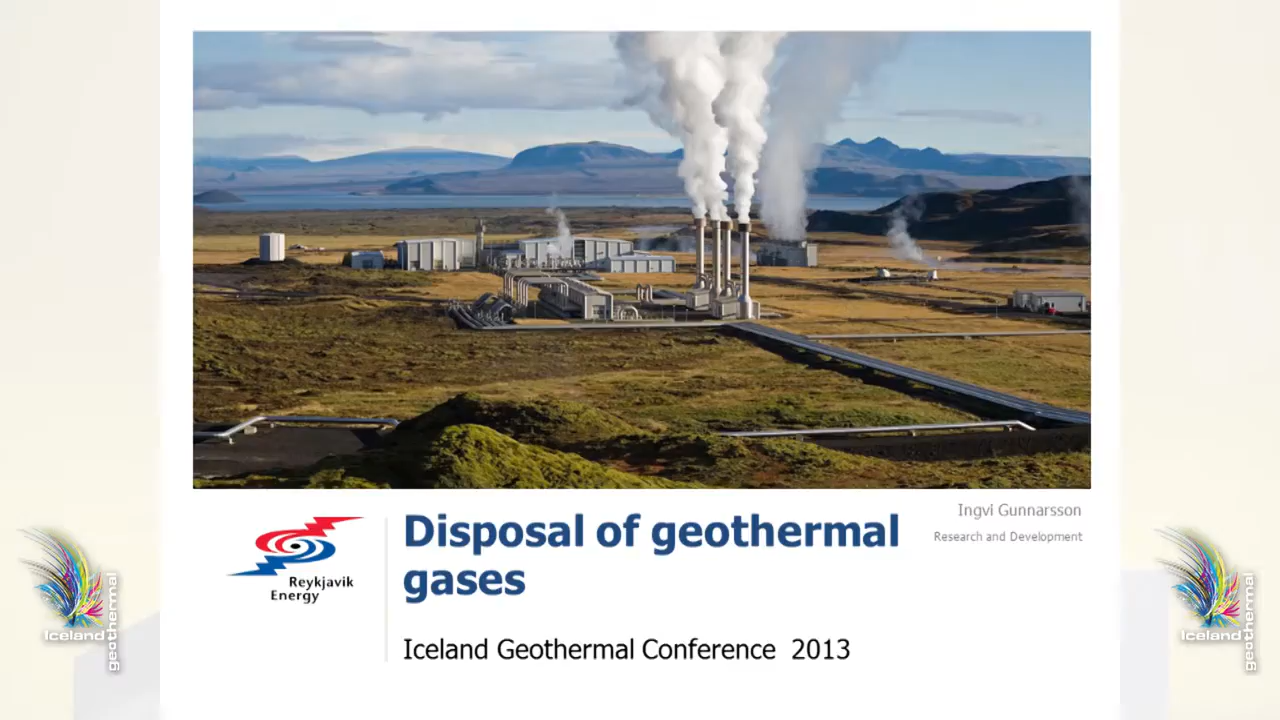 Ingvi Gunnarsson
Research and Development
Disposal of geothermal
gases
Reykjavik
Energy
Iceland Geothermal Conference 2013
Iceland
geothermal
Iceland
geothermal